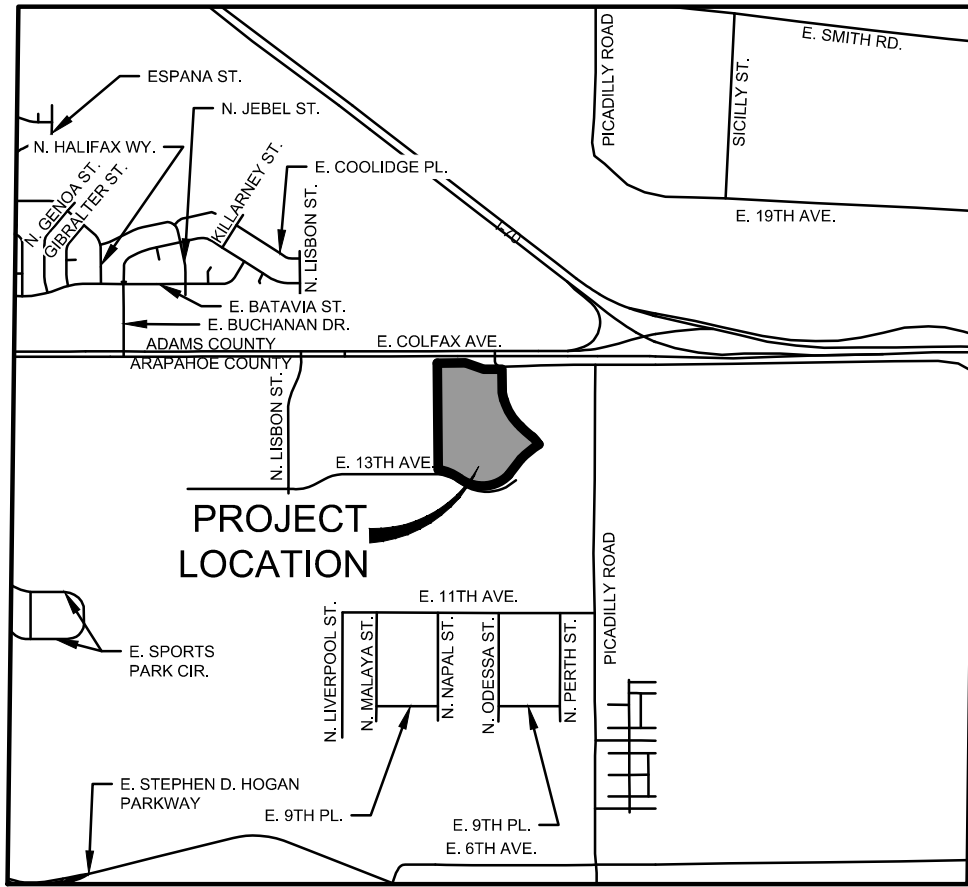 E. SMITH RD.
PICADILLY ROAD
SICILLY ST.
ESPANA ST.
N. JEBEL ST.
N. HALIFAX WY.
E. COOLIDGE PL.
N. GENOA ST.
GIBRALTER ST.
KILLARNEY ST.
N. LISBON ST.
I-70
E. 19TH AVE.
E. BATAVIA ST.
E. BUCHANAN DR.
ADAMS COUNTY
E. COLFAX AVE.
ARAPAHOE COUNTY
N. LISBON ST.
E. 13TH AVE.
PROJECT
LOCATION
PICADILLY ROAD
E. 11TH AVE.
N. LIVERPOOL ST.
N. MALAYA ST.
N. NAPAL ST.
N. ODESSA ST.
N. PERTH ST.
E. SPORTS
PARK CIR.
E. STEPHEN D. HOGAN
PARKWAY
E. 9TH PL.
E. 9TH PL.
E. 6TH AVE.